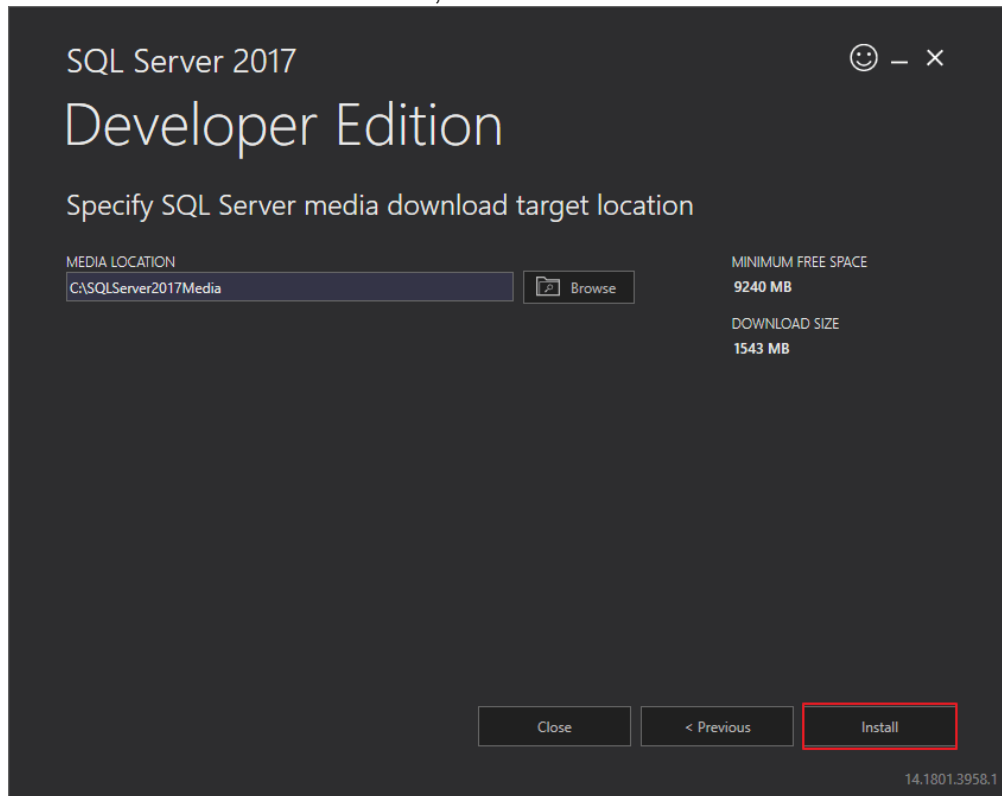 SQL Server 2017
Developer Edition
Specify SQL Server media download target location
MEDIA LOCATION
C:\SQLServer2017Media
Browse
MINIMUM FREE SPACE
9240 MB
DOWNLOAD SIZE
1543 MB
Close
< Previous
Install
14.1801.3958.1